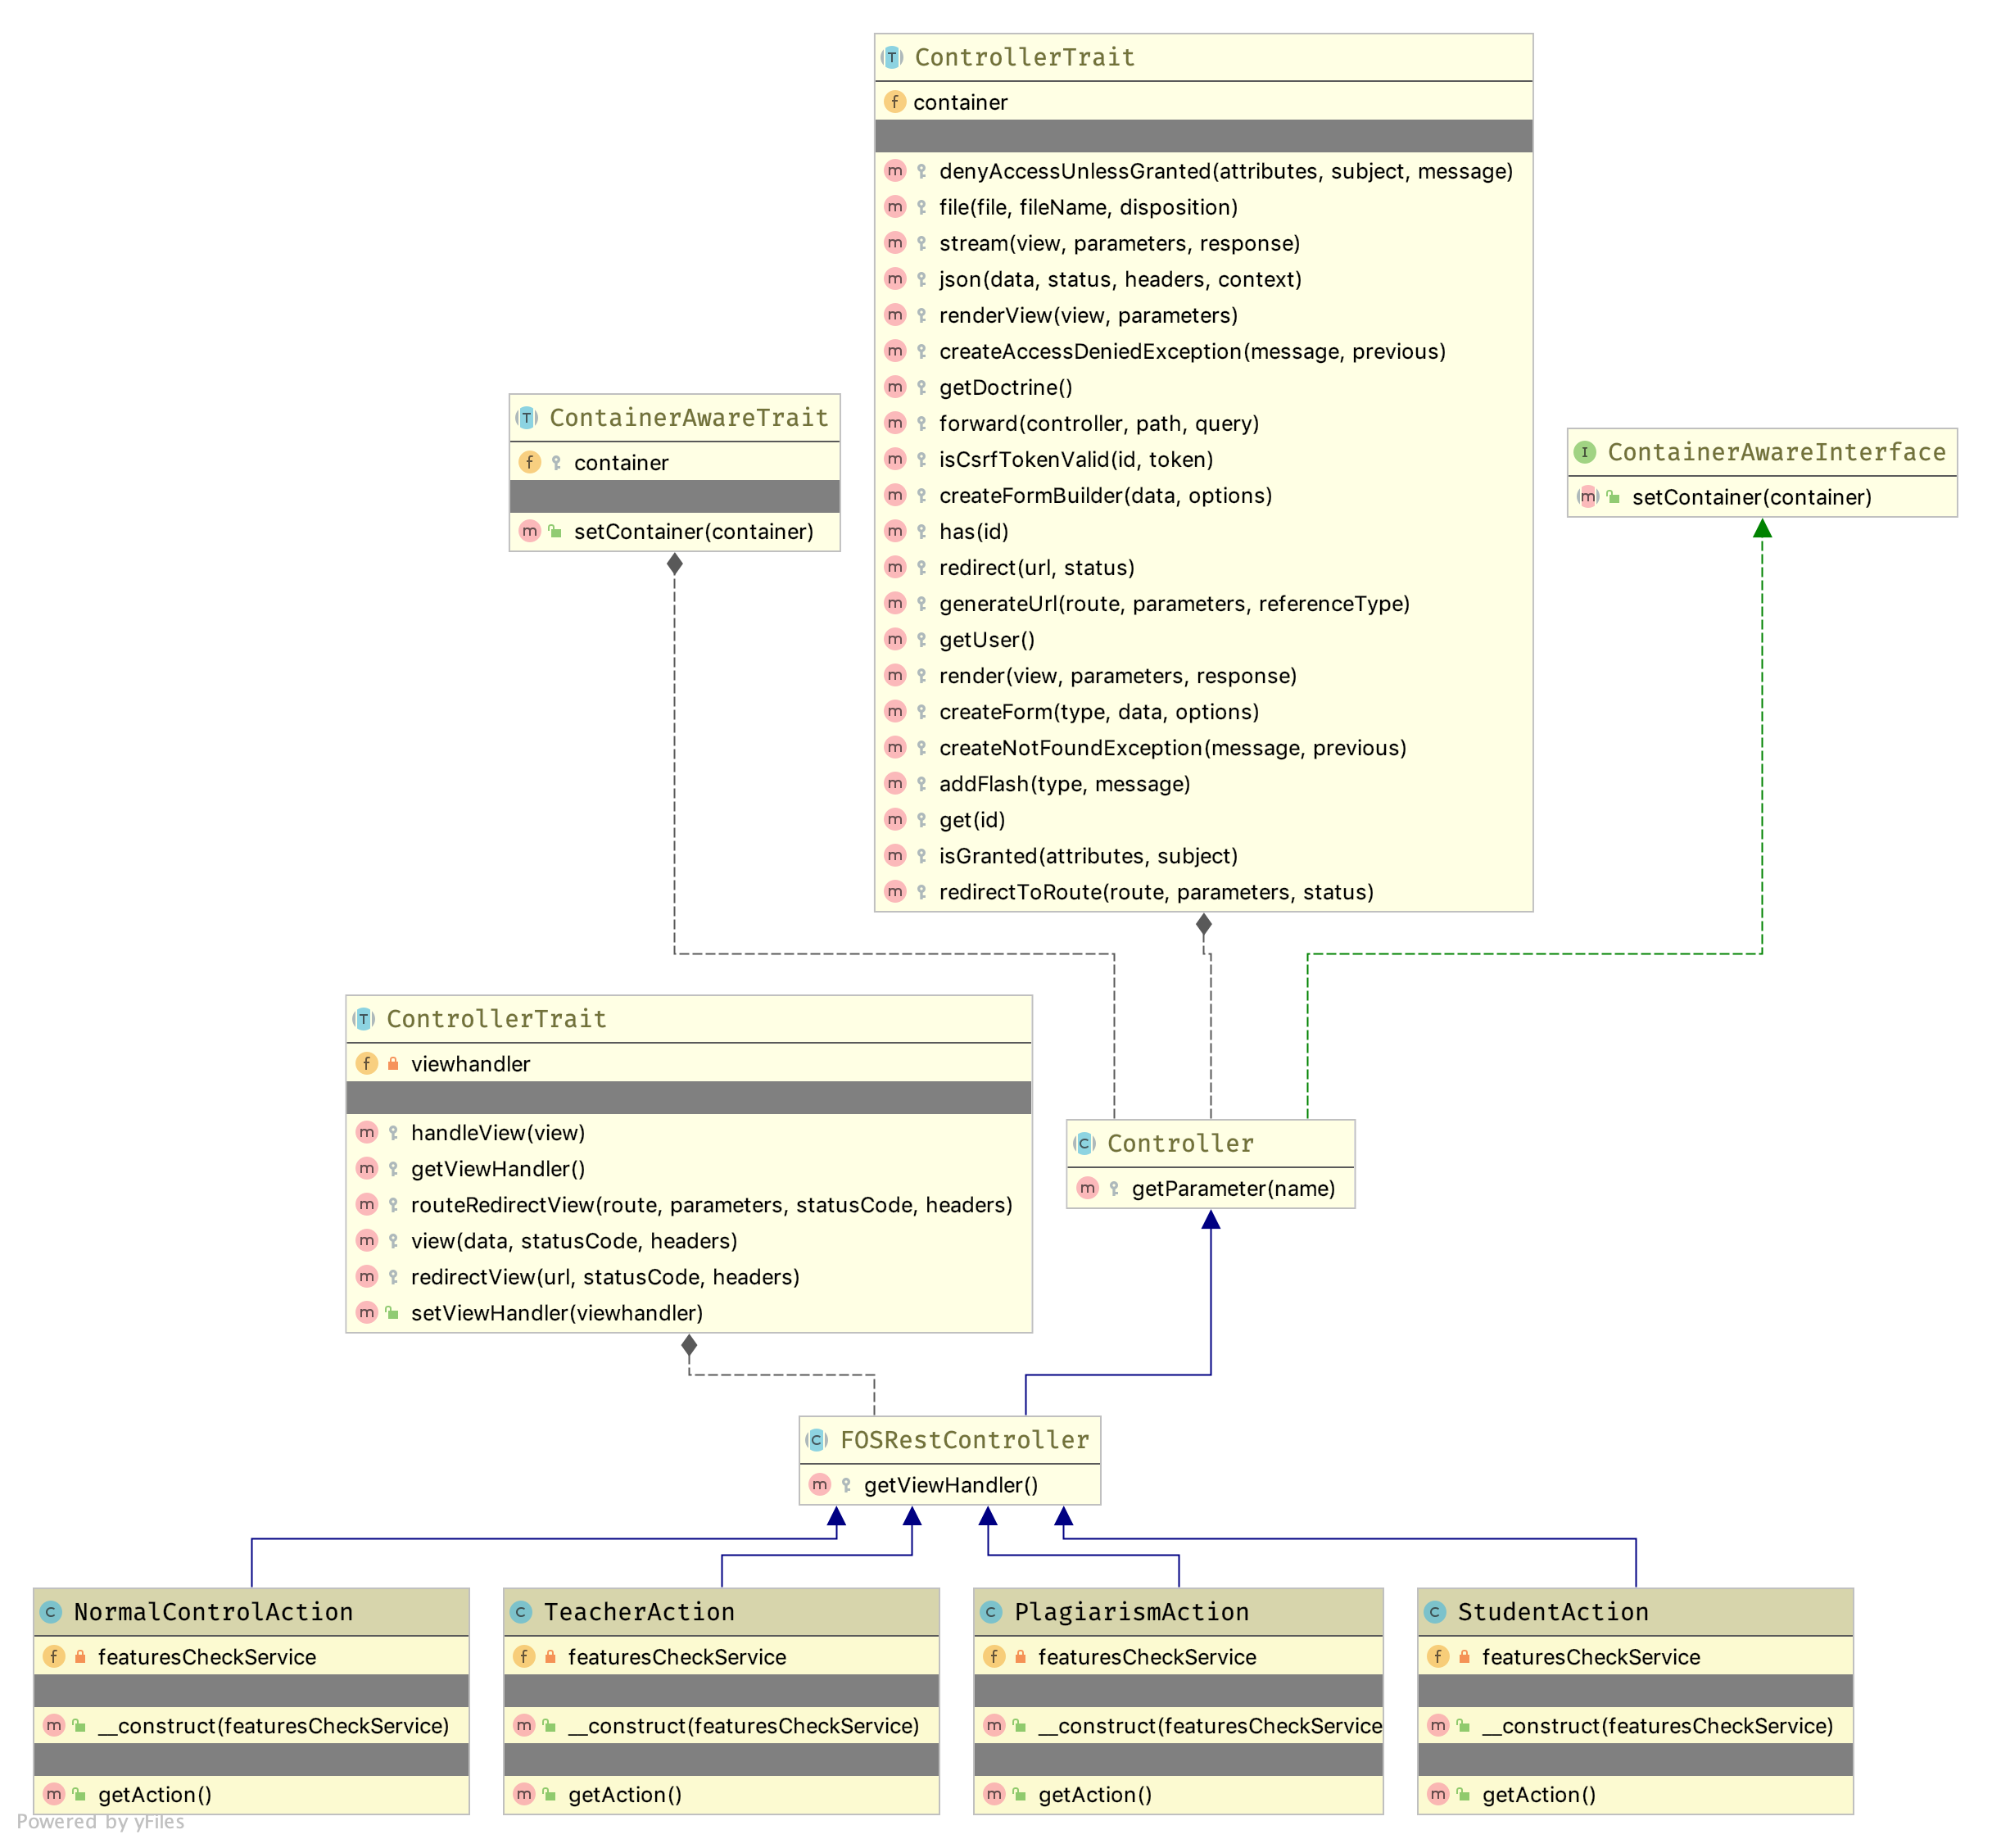 ControllerTrait
container
denyAccessUnlessGranted(attributes, subject, message)
file(file, fileName, disposition)
stream(view, parameters, response)
json(data, status, headers, context)
renderView(view, parameters)
createAccessDeniedException(message, previous)
getDoctrine()
forward(controller, path, query)
isCsrfTokenValid(id, token)
createFormBuilder(data, options)
has(id)
redirect(url, status)
generateUrl(route, parameters, referenceType)
getUser()
render(view, parameters, response)
createForm(type, data, options)
createNotFoundException(message, previous)
addFlash(type, message)
get(id)
isGranted(attributes, subject)
redirectToRoute(route, parameters, status)
ContainerAwareTrait
container
setContainer(container)
ContainerAwareInterface
setContainer(container)
ControllerTrait
viewhandler
handleView(view)
getViewHandler()
routeRedirectView(route, parameters, statusCode, headers)
view(data, statusCode, headers)
redirectView(url, statusCode, headers)
setViewHandler(viewhandler)
Controller
getParameter(name)
FOSRestController
getViewHandler()
NormalControlAction
featuresCheckService
__construct(featuresCheckService)
getAction()
TeacherAction
featuresCheckService
__construct(featuresCheckService)
getAction()
PlagiarismAction
featuresCheckService
__construct(featuresCheckService
getAction()
StudentAction
featuresCheckService
__construct(featuresCheckService)
getAction()
Powered by yFiles